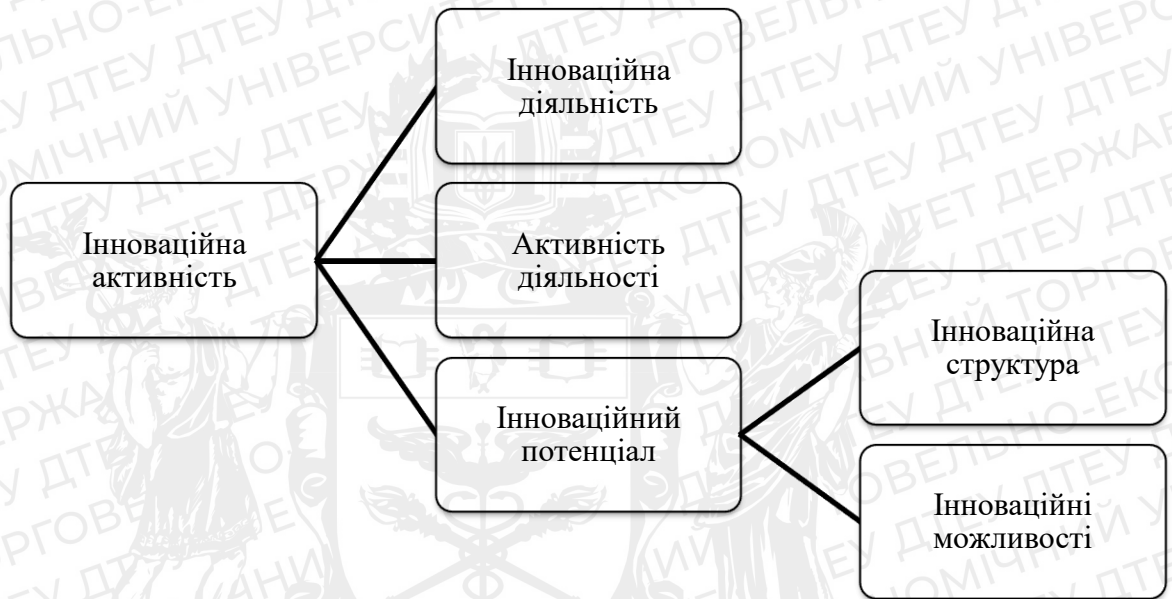 Інноваційна
діяльність
Інноваційна
активність
Активність
діяльності
Інноваційний
потенціал
Інноваційна
структура
Інноваційні
можливості